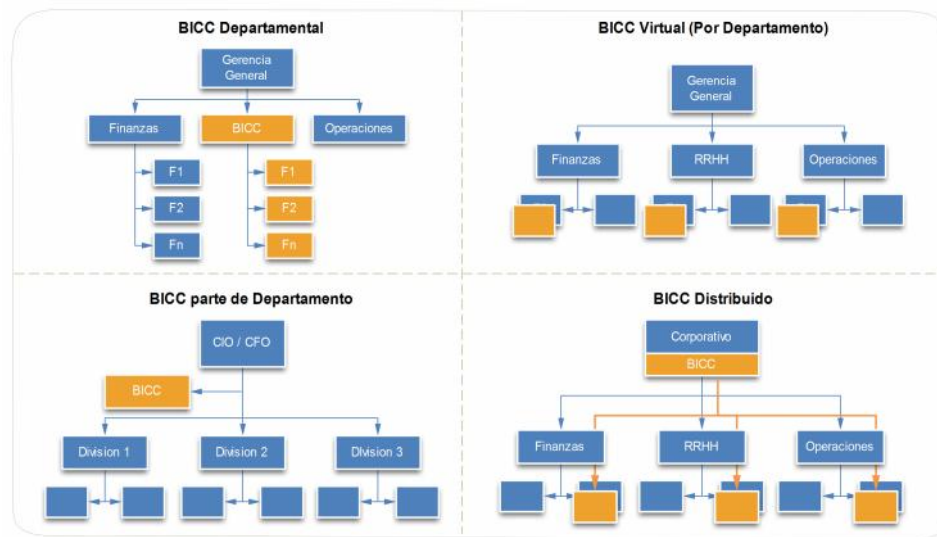 BICC Departamental
Gerencia
General
Finanzas
BICC
Operaciones
F1
F1
F2
F2
Fn
Fn
BICC Virtual (Por Departamento)
Gerencia
General
Finanzas
RRHH
Operaciones
BICC parte de Departamento
CIO / CFO
BICC
Division 1
Division 2
DIvision 3
BICC Distribuido
Corporativo
BICC
Finanzas
RRHH
Operaciones